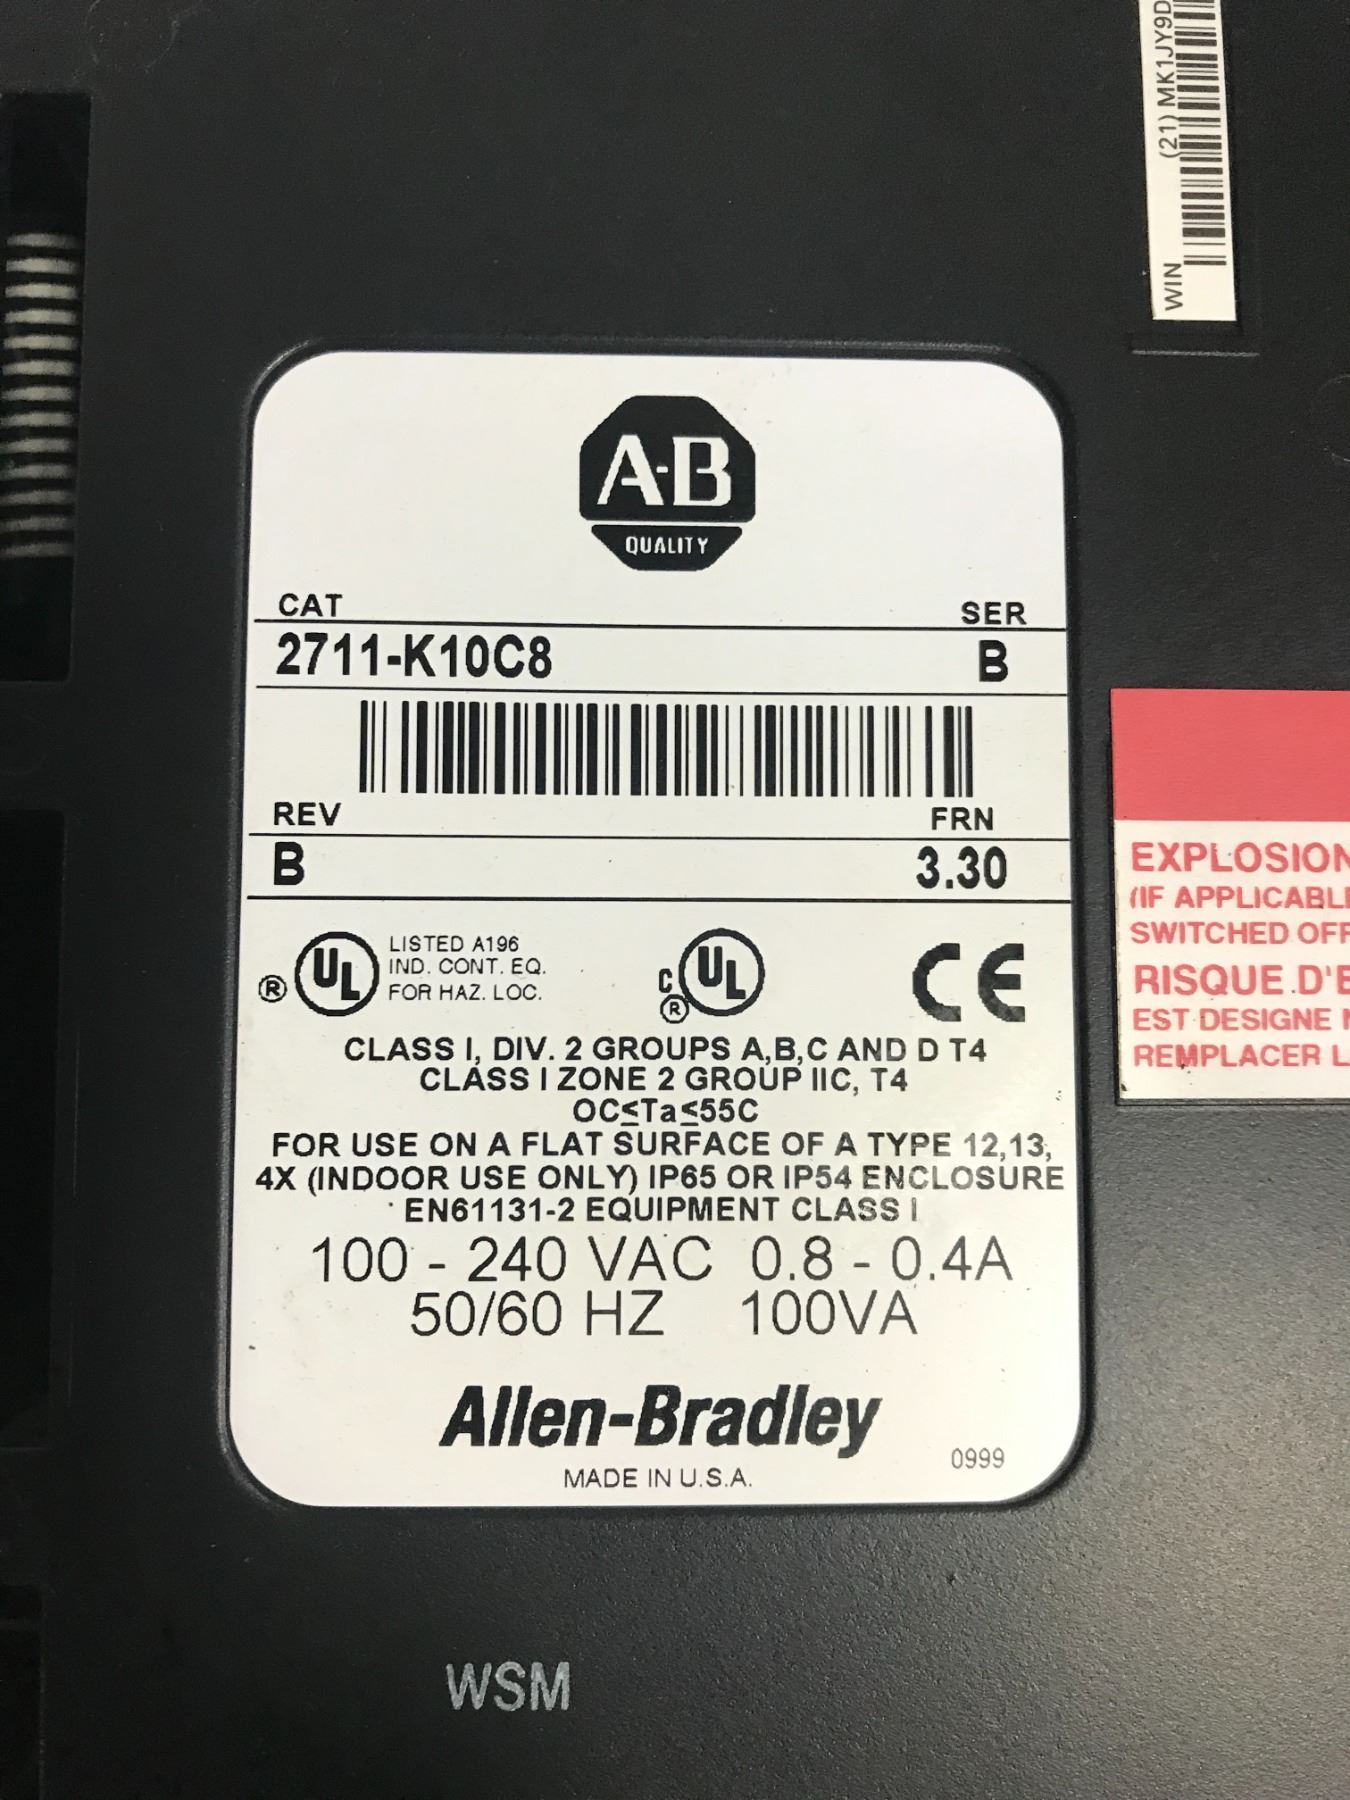 (21) MK1JY9D
WIN
A-B
QUALITY
CAT SER
2711-K10C8 B
REV FRN
B 3.30
® UL LISTED A196
IND. CONT. EQ.
FOR HAZ. LOC.
C UL ®
CE
CLASS I, DIV. 2 GROUPS A,B,C AND D T4
CLASS I ZONE 2 GROUP IIC, T4
OC≤Ta≤55C
FOR USE ON A FLAT SURFACE OF A TYPE 12,13,
4X (INDOOR USE ONLY) IP65 OR IP54 ENCLOSURE
EN61131-2 EQUIPMENT CLASS I
100 - 240 VAC 0.8 - 0.4A
50/60 HZ 100VA
Allen-Bradley
MADE IN U.S.A.
0999
EXPLOSION
(IF APPLICABLE
SWITCHED OFF
RISQUE D'E
EST DESIGNE
REMPLACER
WSM